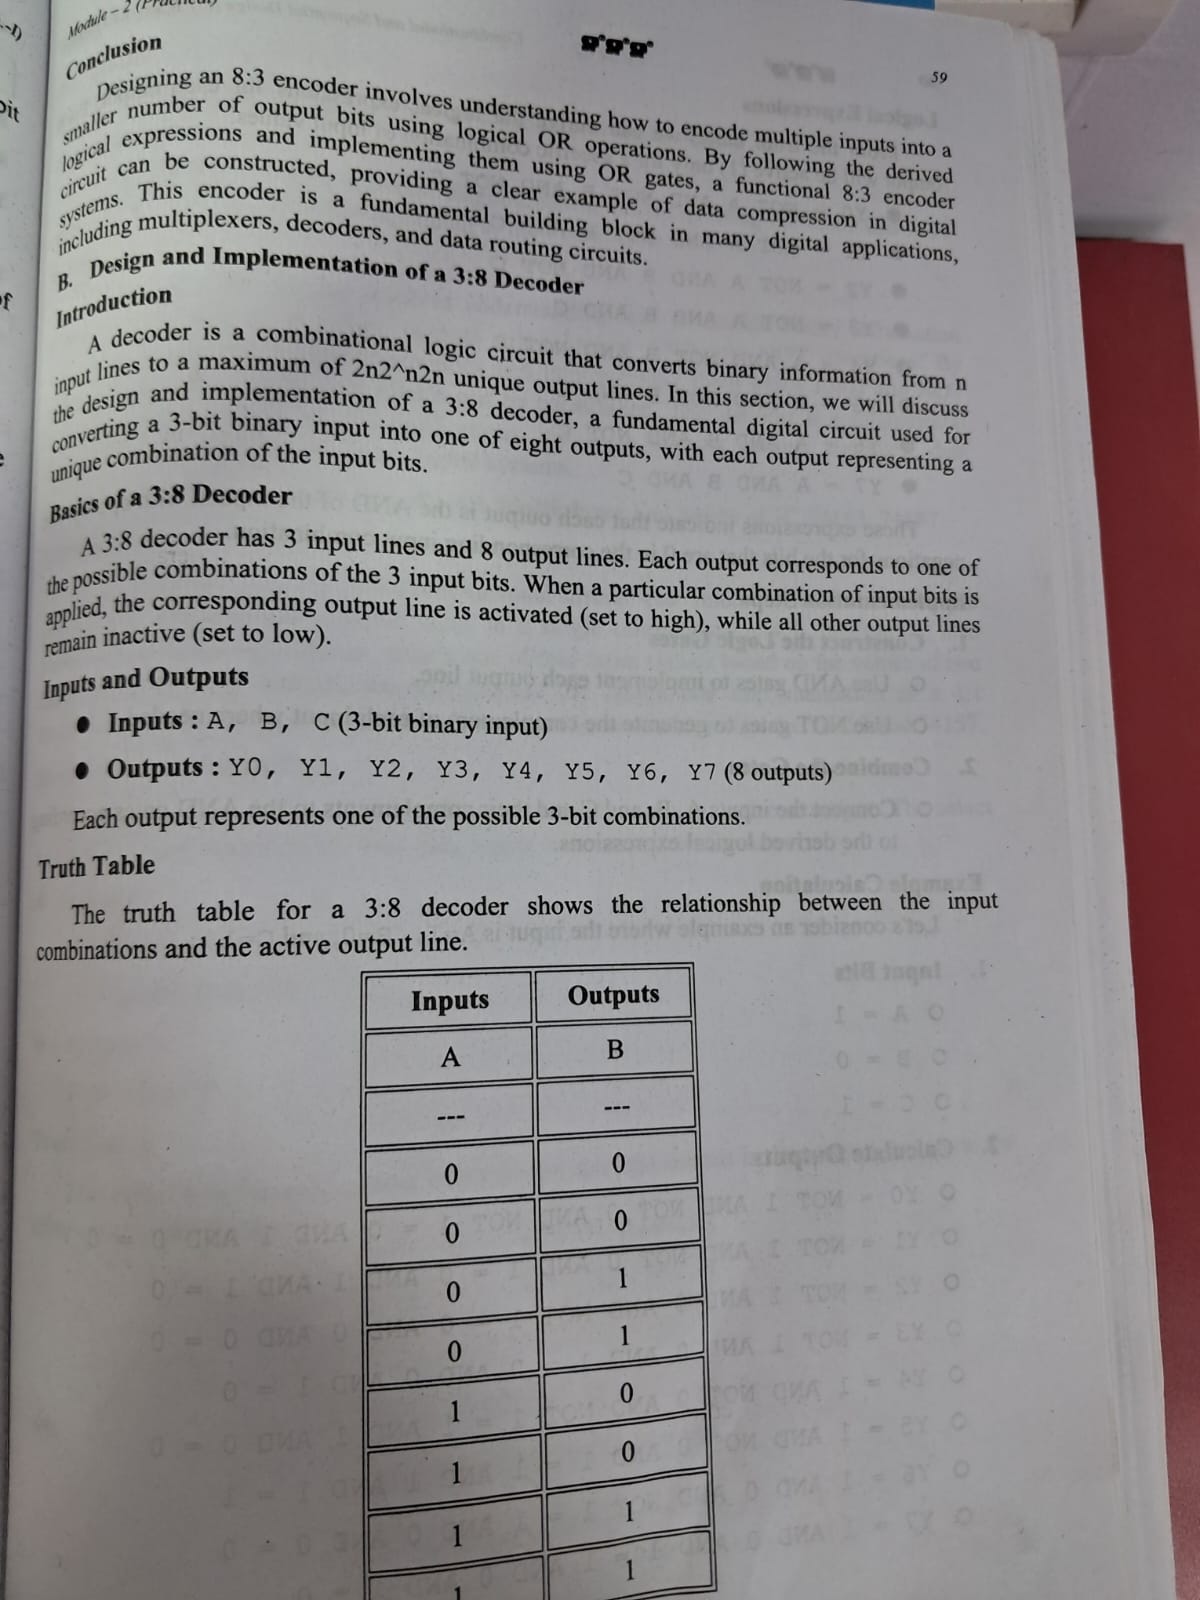 Module – 2
59
Conclusion
Designing an 8:3 encoder involves understanding how to encode multiple inputs into a
smaller number of output bits using logical OR operations. By following the derived
logical expressions and implementing them using OR gates, a functional 8:3 encoder
circuit can be constructed, providing a clear example of data compression in digital
systems. This encoder is a fundamental building block in many digital applications,
including multiplexers, decoders, and data routing circuits.
B. Design and Implementation of a 3:8 Decoder
Introduction
A decoder is a combinational logic circuit that converts binary information from n
input lines to a maximum of 2n2^n2n unique output lines. In this section, we will discuss
the design and implementation of a 3:8 decoder, a fundamental digital circuit used for
converting a 3-bit binary input into one of eight outputs, with each output representing a
unique combination of the input bits.
Basics of a 3:8 Decoder
A 3:8 decoder has 3 input lines and 8 output lines. Each output corresponds to one of
the possible combinations of the 3 input bits. When a particular combination of input bits is
applied, the corresponding output line is activated (set to high), while all other output lines
remain inactive (set to low).
Inputs and Outputs
● Inputs : A, B, C (3-bit binary input)
● Outputs : Y0, Y1, Y2, Y3, Y4, Y5, Y6, Y7 (8 outputs)
Each output represents one of the possible 3-bit combinations.
Truth Table
The truth table for a 3:8 decoder shows the relationship between the input
combinations and the active output line.
Inputs Outputs
A B
--- ---
0 0
0 0
0 1
0 1
1 0
1 0
1 1
1 1